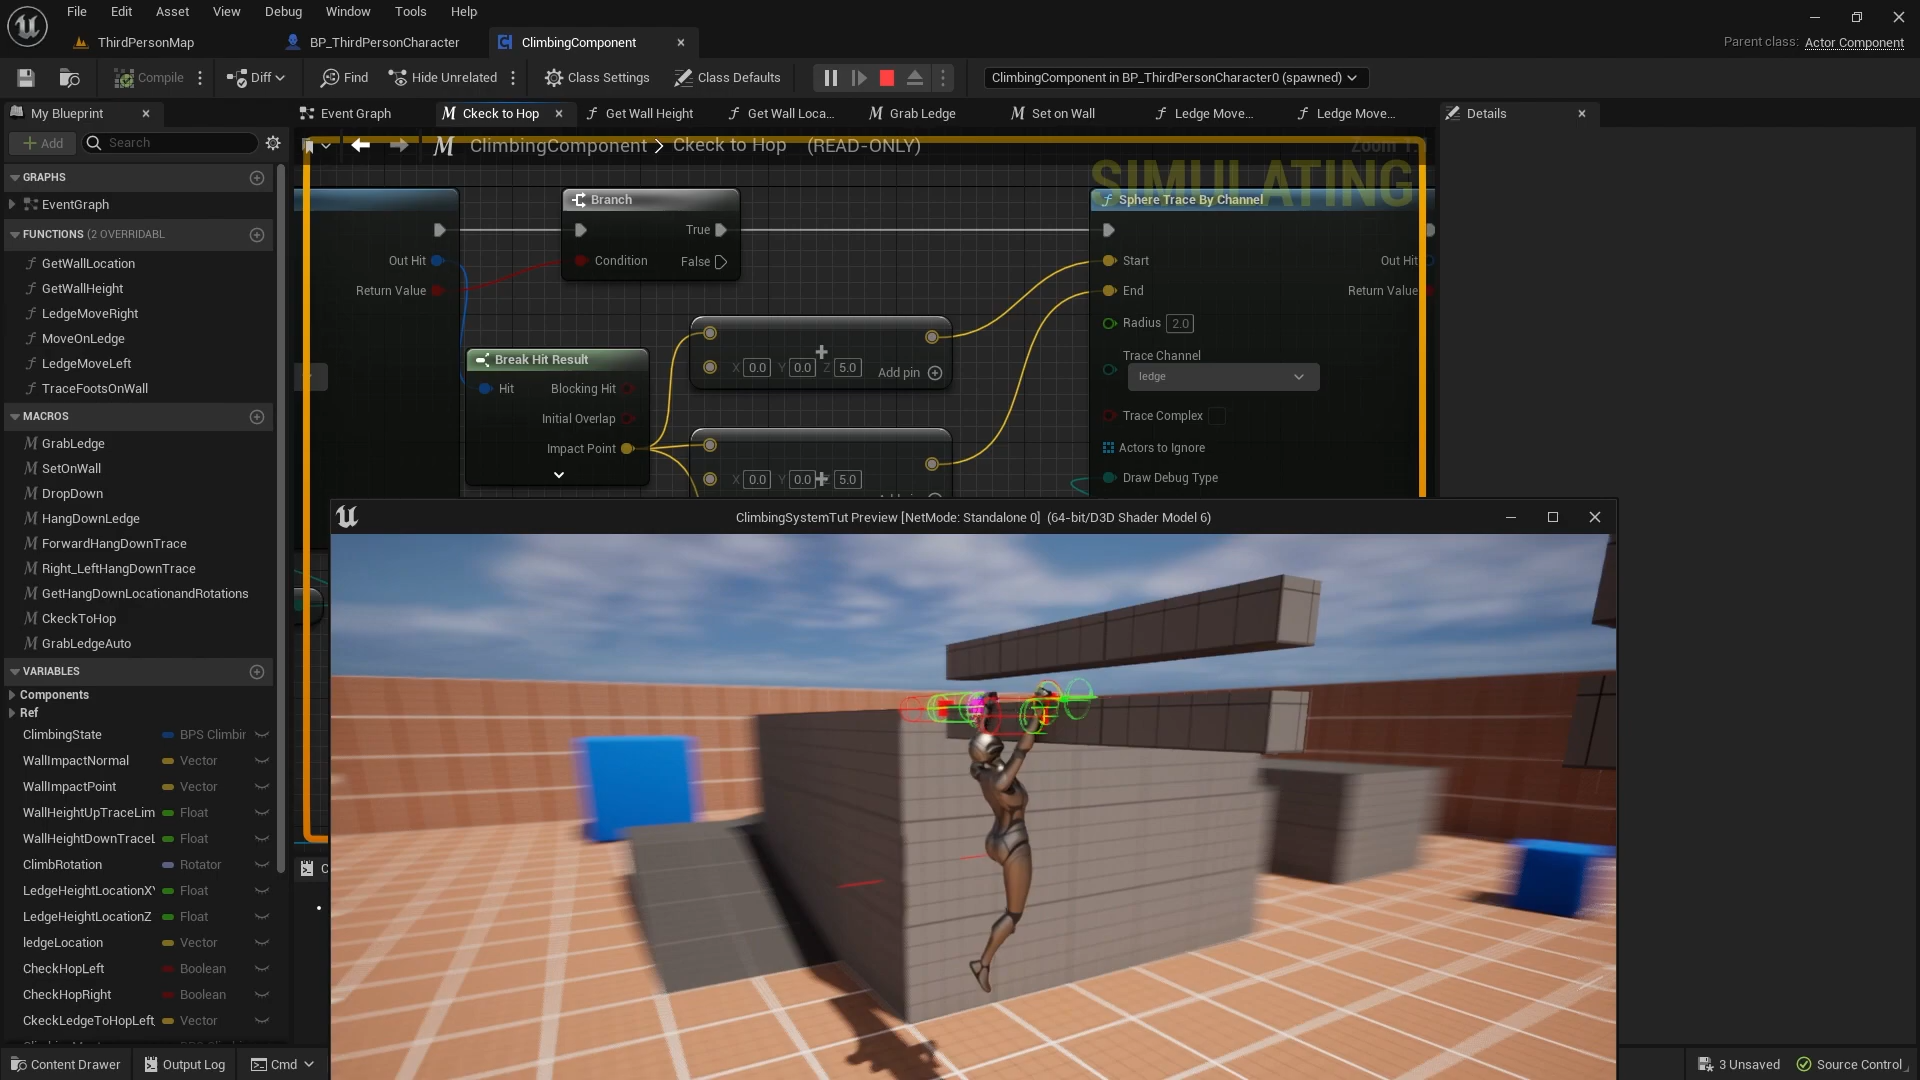 File Edit Asset View Debug Window Tools Help
ThirdPersonMap BP_ThirdPersonCharacter ClimbingComponent
Parent class: Actor Component
Compile Diff Find Hide Unrelated Class Settings Class Defaults ClimbingComponent in BP_ThirdPersonCharacter0 (spawned)
My Blueprint Event Graph Ckeck to Hop Get Wall Height Get Wall Loca... Grab Ledge Set on Wall Ledge Move... Ledge Move... Details
Add Search
ClimbingComponent > Ckeck to Hop (READ-ONLY)
SIMULATING
GRAPHS
EventGraph
FUNCTIONS (2 OVERRIDABL
GetWallLocation
GetWallHeight
LedgeMoveRight
MoveOnLedge
LedgeMoveLeft
TraceFootsOnWall
MACROS
GrabLedge
SetOnWall
DropDown
HangDownLedge
ForwardHangDownTrace
Right_LeftHangDownTrace
GetHangDownLocationandRotations
CkeckToHop
GrabLedgeAuto
VARIABLES
Components
Ref
ClimbingState BPS Climbir
WallImpactNormal Vector
WallImpactPoint Vector
WallHeightUpTraceLim Float
WallHeightDownTraceL Float
ClimbRotation Rotator
LedgeHeightLocationXY Float
LedgeHeightLocationZ Float
ledgeLocation Vector
CheckHopLeft Boolean
CheckHopRight Boolean
CkeckLedgeToHopLeft Vector
Out Hit
Return Value
Branch
True
Condition False
Break Hit Result
Hit Blocking Hit
Initial Overlap
Impact Point
X 0.0 Y 0.0 Z 5.0 Add pin
X 0.0 Y 0.0 5.0
Sphere Trace By Channel
Start Out Hit
End Return Value
Radius 2.0
Trace Channel
ledge
Trace Complex
Actors to Ignore
Draw Debug Type
ClimbingSystemTut Preview [NetMode: Standalone 0] (64-bit/D3D Shader Model 6)
Content Drawer Output Log Cmd 3 Unsaved Source Control